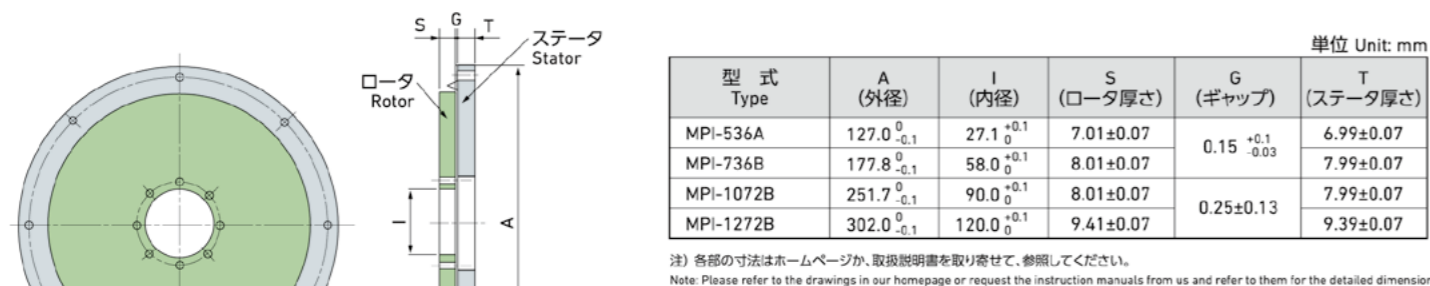 S G T
ステータ
Stator
ロータ
Rotor
I
A
単位 Unit: mm
型 式 A I S G T
Type (外径) (内径) (ロータ厚さ) (ギャップ) (ステータ厚さ)
MPI-536A 127.0 0 -0.1 27.1 +0.1 0 7.01±0.07 0.15 +0.1 -0.03 6.99±0.07
MPI-736B 177.8 0 -0.1 58.0 +0.1 0 8.01±0.07 7.99±0.07
MPI-1072B 251.7 0 -0.1 90.0 +0.1 0 8.01±0.07 0.25±0.13 7.99±0.07
MPI-1272B 302.0 0 -0.1 120.0 +0.1 0 9.41±0.07 9.39±0.07
注）各部の寸法はホームページか、取扱説明書を取り寄せて、参照してください。
Note: Please refer to the drawings in our homepage or request the instruction manuals from us and refer to them for the detailed dimension